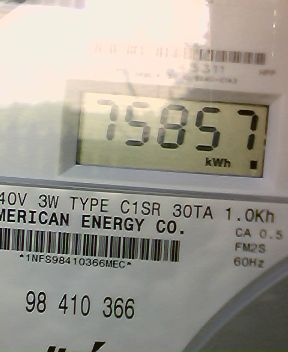 75857
kWh
40V 3W TYPE C1SR 30TA 1.0Kh
MERICAN ENERGY CO.
CA 0.5
FM2S
60Hz
*1NFS98410366MEC*
98 410 366